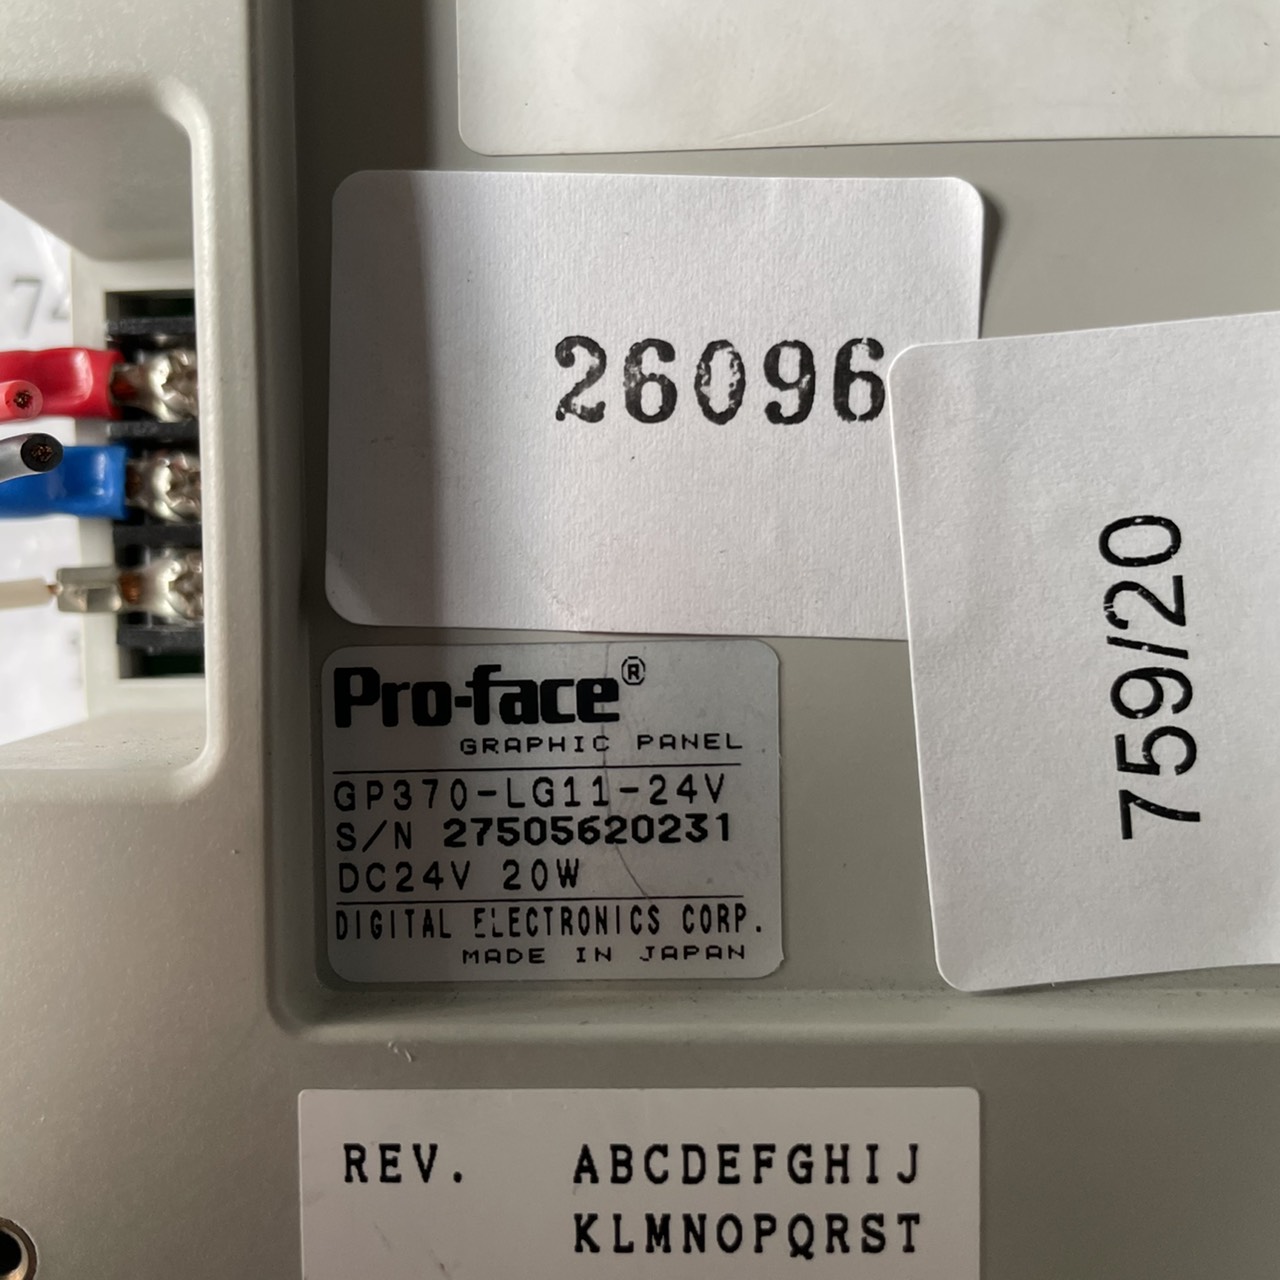 26096
759/20
Pro-face®
GRAPHIC PANEL
GP370-LG11-24V
S/N 27505620231
DC24V 20W
DIGITAL ELECTRONICS CORP.
MADE IN JAPAN
REV. ABCDEFGHIJ
KLMNOPQRST